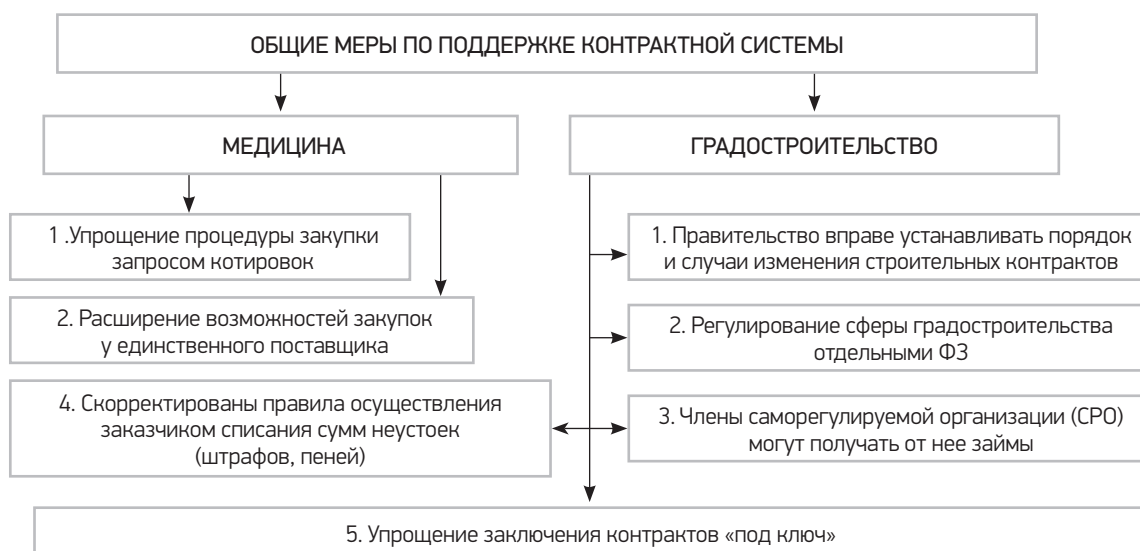 ОБЩИЕ МЕРЫ ПО ПОДДЕРЖКЕ КОНТРАКТНОЙ СИСТЕМЫ
МЕДИЦИНА
ГРАДОСТРОИТЕЛЬСТВО
1 .Упрощение процедуры закупки
запросом котировок
2. Расширение возможностей закупок
у единственного поставщика
4. Скорректированы правила осуществления
заказчиком списания сумм неустоек
(штрафов, пеней)
1. Правительство вправе устанавливать порядок
и случаи изменения строительных контрактов
2. Регулирование сферы градостроительства
отдельными ФЗ
3. Члены саморегулируемой организации (СРО)
могут получать от нее займы
5. Упрощение заключения контрактов «под ключ»